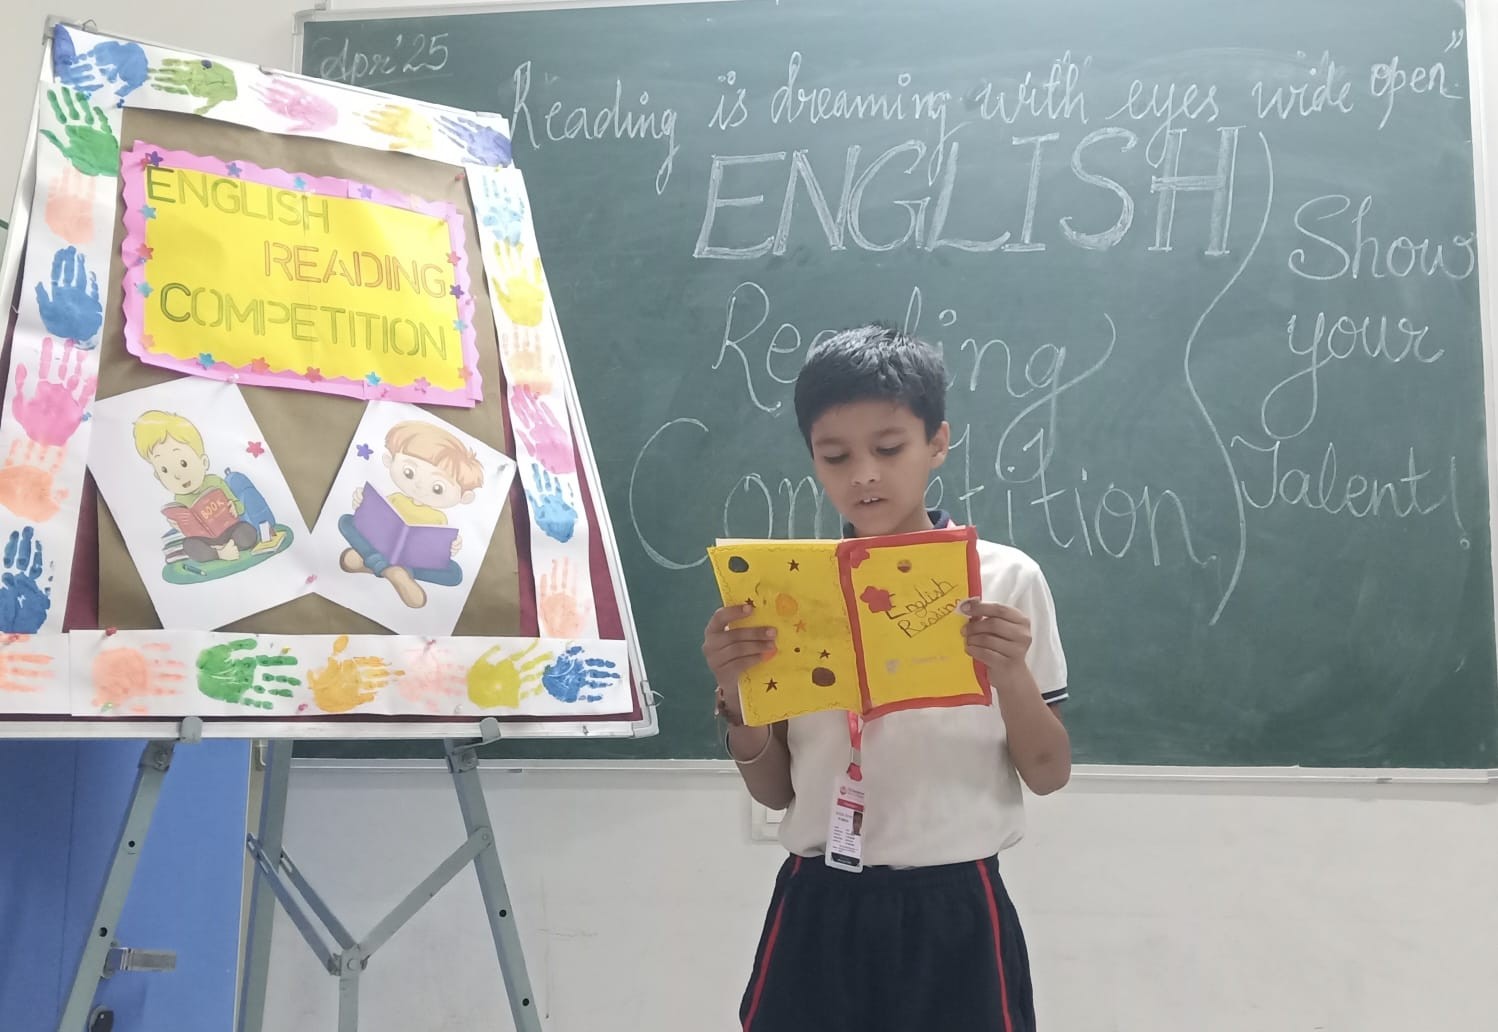 Apr'25
Reading is dreaming with eyes wide open"
ENGLISH
Reading
Competition
Show
your
Talent!
ENGLISH
READING
COMPETITION
BOOK
English
Reading